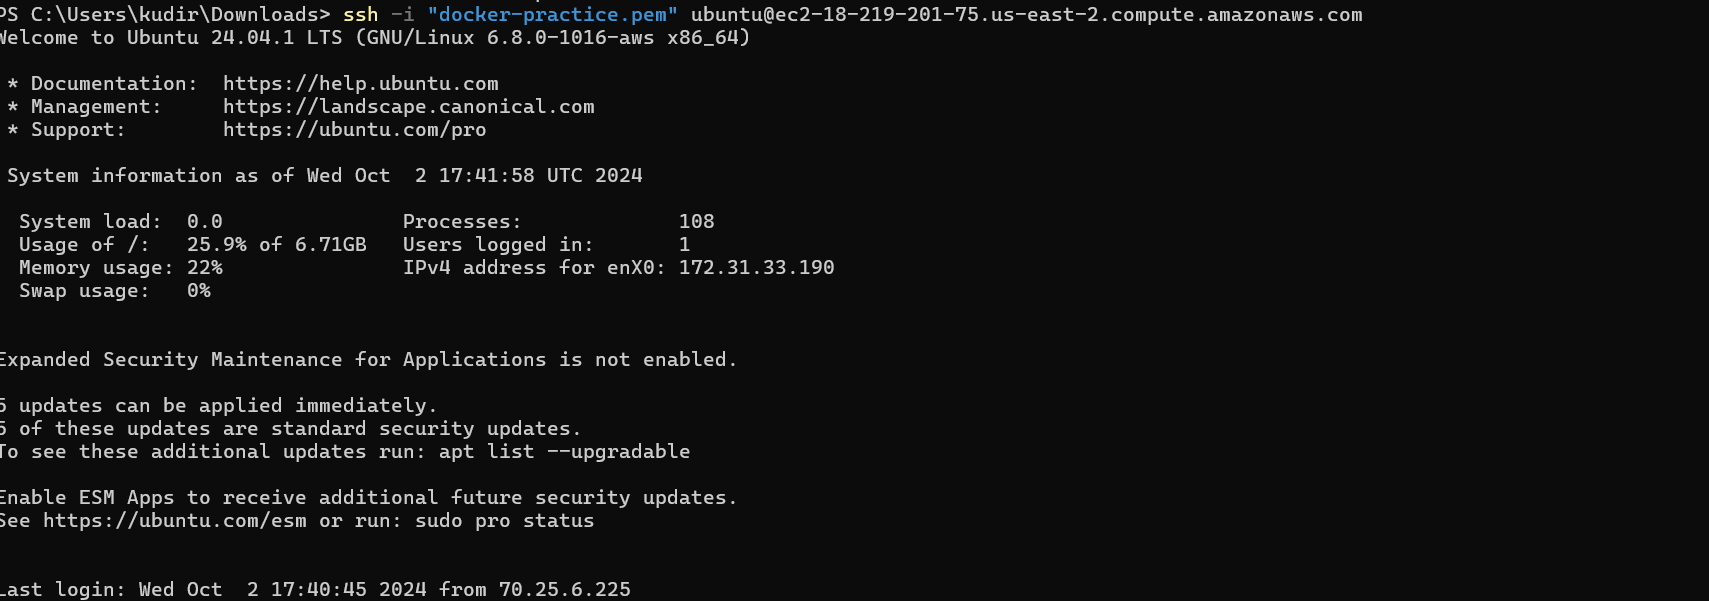 PS C:\Users\kudir\Downloads> ssh -i "docker-practice.pem" ubuntu@ec2-18-219-201-75.us-east-2.compute.amazonaws.com
Welcome to Ubuntu 24.04.1 LTS (GNU/Linux 6.8.0-1016-aws x86_64)
* Documentation:  https://help.ubuntu.com
* Management:     https://landscape.canonical.com
* Support:        https://ubuntu.com/pro
System information as of Wed Oct  2 17:41:58 UTC 2024
System load:  0.0               Processes:             108
Usage of /:   25.9% of 6.71GB   Users logged in:       1
Memory usage: 22%               IPv4 address for enX0: 172.31.33.190
Swap usage:   0%
Expanded Security Maintenance for Applications is not enabled.
5 updates can be applied immediately.
5 of these updates are standard security updates.
To see these additional updates run: apt list --upgradable
Enable ESM Apps to receive additional future security updates.
See https://ubuntu.com/esm or run: sudo pro status
Last login: Wed Oct  2 17:40:45 2024 from 70.25.6.225